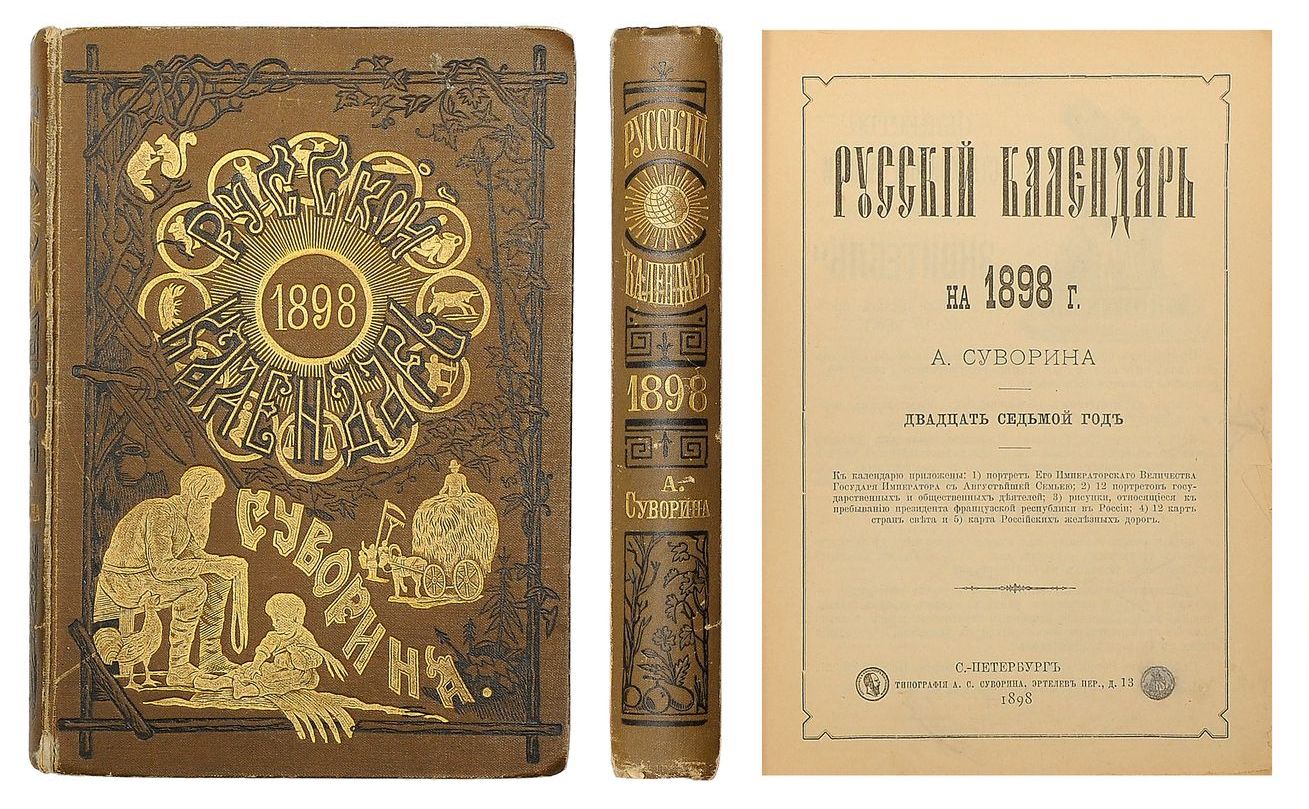 РУССКІЙ
1898
КАЛЕНДАРЬ
СУВОРИНА.
РУССКІЙ
КАЛЕНДАРЬ
1898
А.
СУВОРИНА
РУССКІЙ КАЛЕНДАРЬ
НА 1898 Г.
А. СУВОРИНА
ДВАДЦАТЬ СЕДЬМОЙ ГОДЪ
Къ календарю приложены: 1) портретъ Его Императорскаго Величества
Государя Императора съ Августѣйшей Семьею; 2) 12 портретовъ госу-
дарственныхъ и общественныхъ дѣятелей; 3) рисунки, относящіеся къ
пребыванію президента французской республики въ Россіи; 4) 12 картъ
странъ свѣта и 5) карта Россійскихъ желѣзныхъ дорогъ.
С.-ПЕТЕРБУРГЪ
ТИПОГРАФІЯ А. С. СУВОРИНА. ЭРТЕЛЕВЪ ПЕР., Д. 13
1898